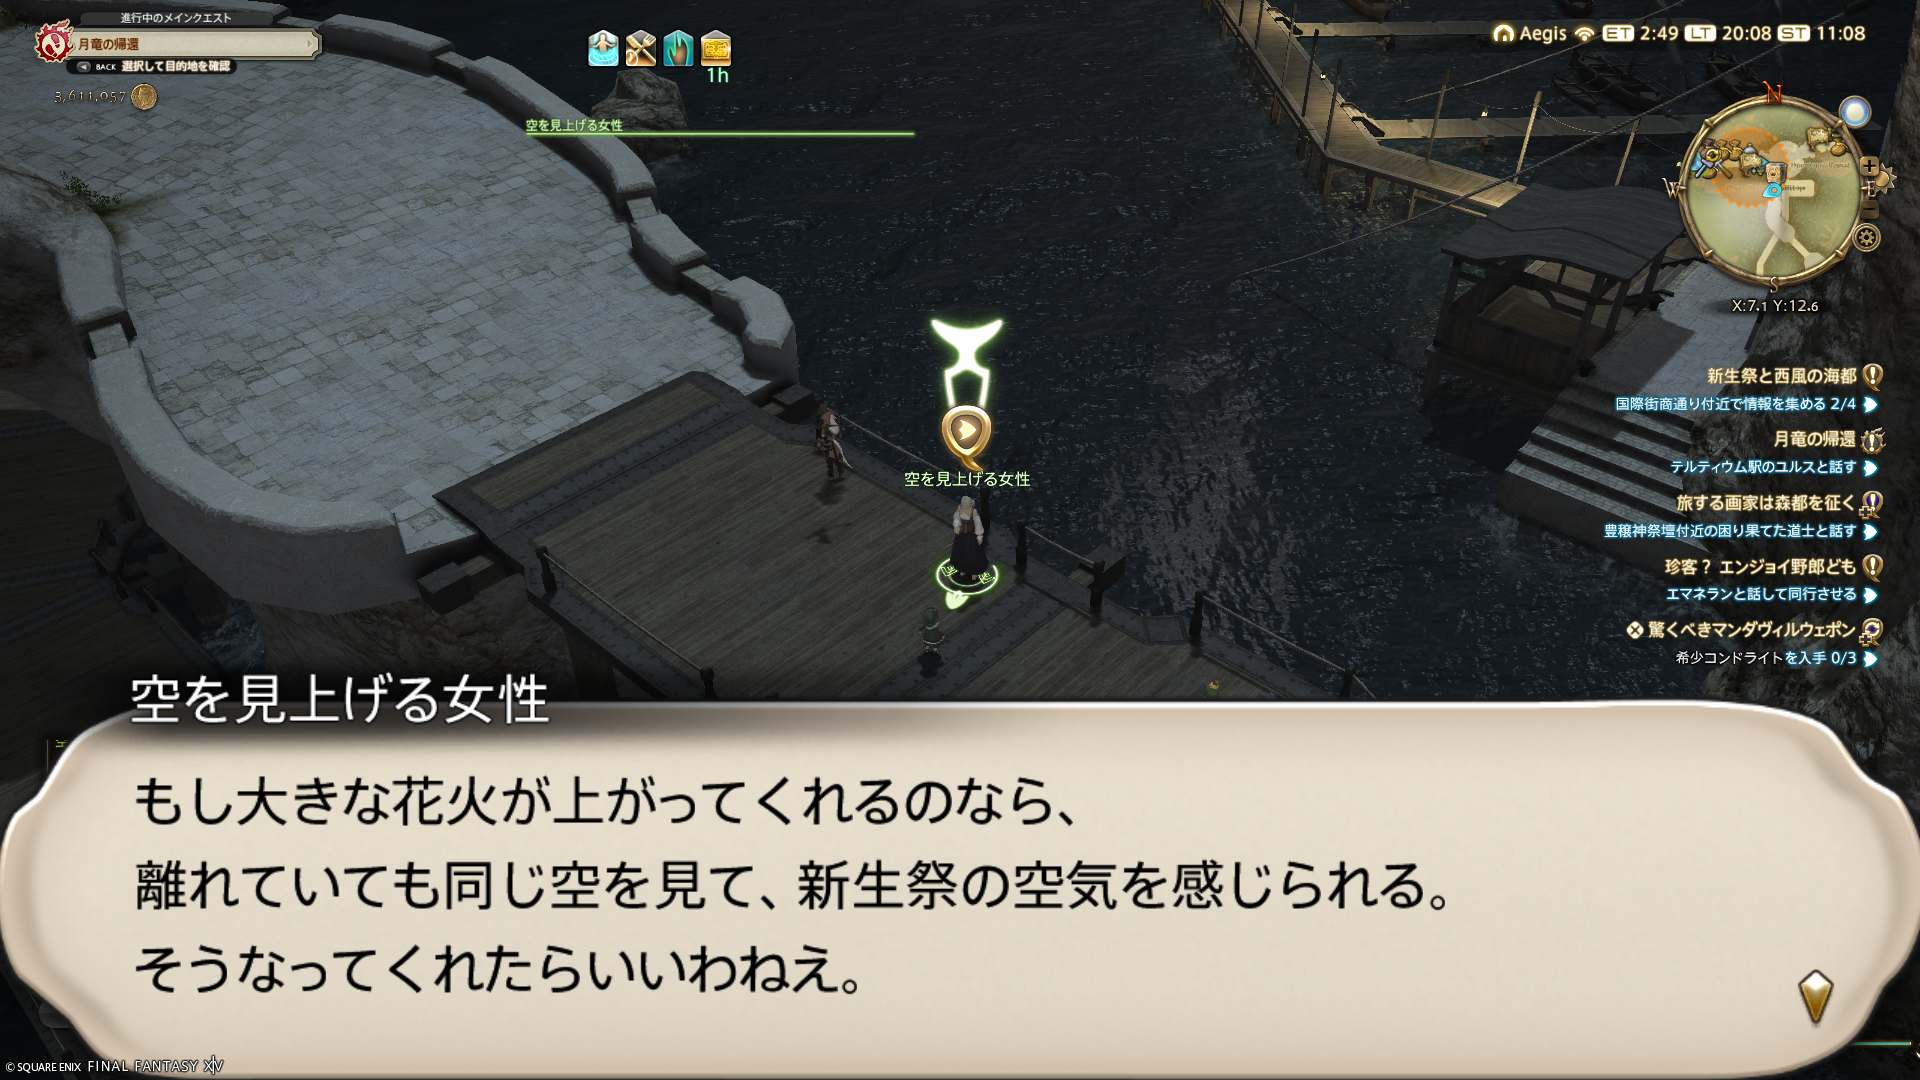 進行中のメインクエスト
月竜の帰還
BACK 選択して目的地を確認
3,611,057
1h
空を見上げる女性
Aegis ET 2:49 LT 20:08 ST 11:08
N
W
E
S
X:7.1 Y:12.6
新生祭と西風の海都
国際街商通り付近で情報を集める 2/4
月竜の帰還
テルティウム駅のユルスと話す
旅する画家は森都を征く
豊穣神祭壇付近の困り果てた道士と話す
珍客？ エンジョイ野郎ども
エマネランと話して同行させる
驚くべきマンダヴィルウェポン
希少コンドライトを入手 0/3
空を見上げる女性
空を見上げる女性
もし大きな花火が上がってくれるのなら、
離れていても同じ空を見て、新生祭の空気を感じられる。
そうなってくれたらいいわねえ。
© SQUARE ENIX FINAL FANTASY XIV